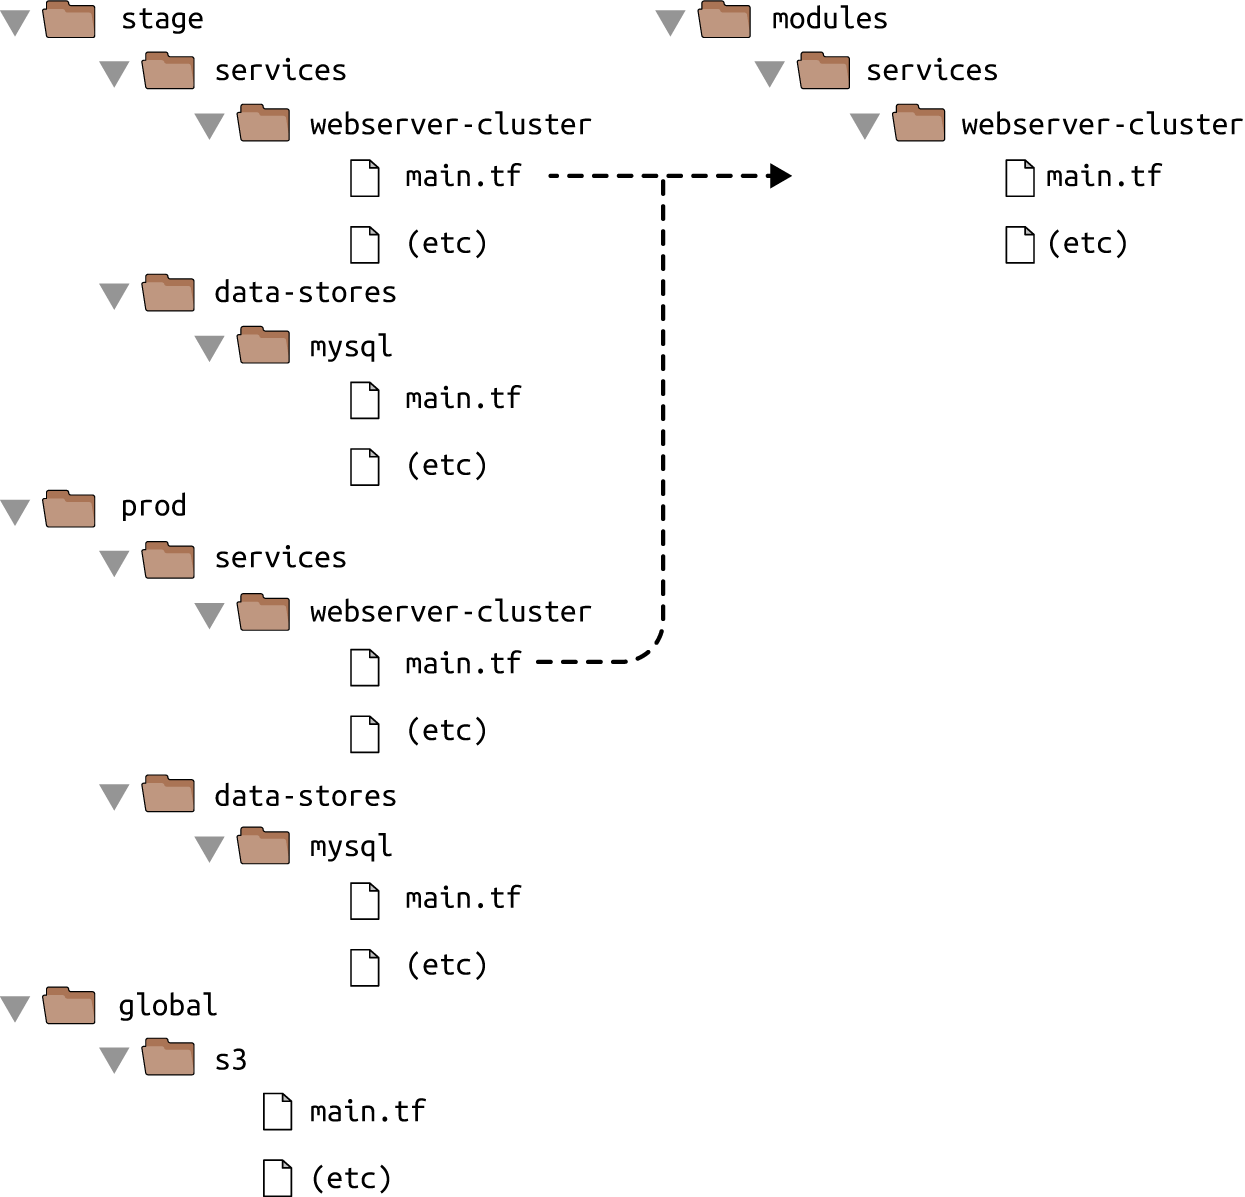 stage
services
webserver-cluster
main.tf
(etc)
data-stores
mysql
main.tf
(etc)
prod
services
webserver-cluster
main.tf
(etc)
data-stores
mysql
main.tf
(etc)
global
s3
main.tf
(etc)
modules
services
webserver-cluster
main.tf
(etc)